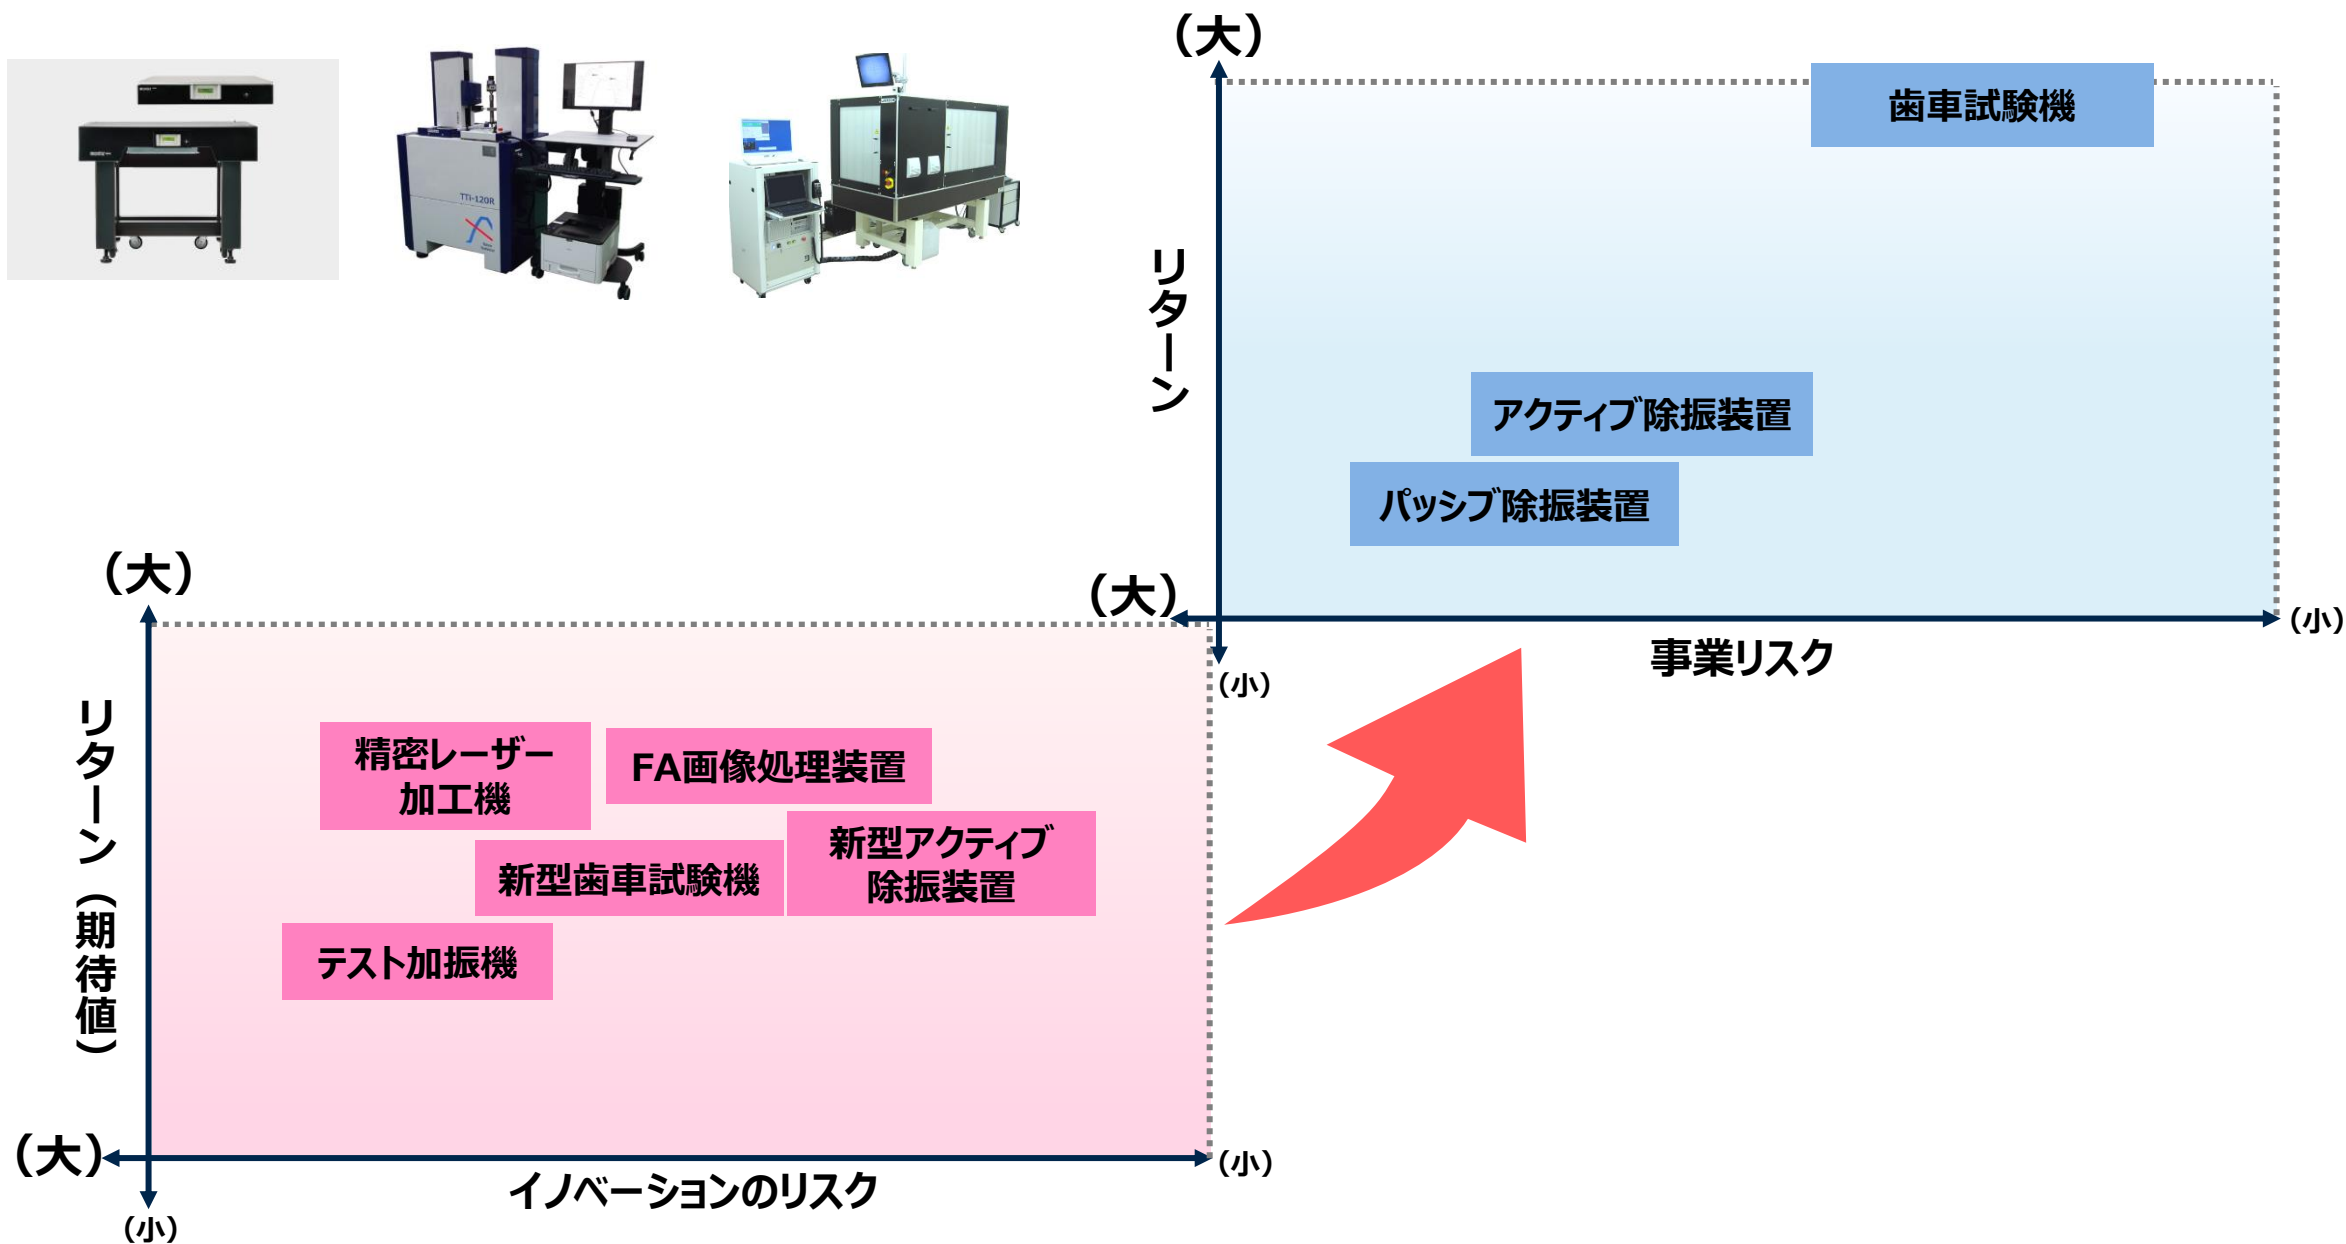 （大）
歯車試験機
TTi-120R
リターン
アクティブ除振装置
パッシブ除振装置
（大）
（小）
事業リスク
（小）
（大）
リターン（期待値）
精密レーザー
加工機
FA画像処理装置
新型アクティブ
除振装置
新型歯車試験機
テスト加振機
（大）
（小）
イノベーションのリスク
（小）